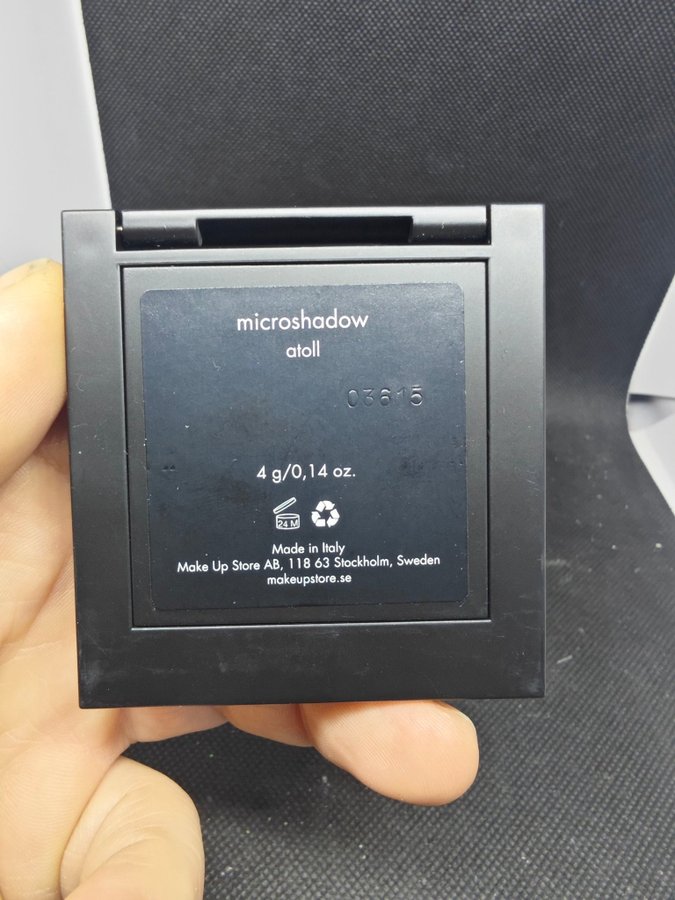 microshadow
atoll
03615
4 g/0,14 oz.
24 M
Made in Italy
Make Up Store AB, 118 63 Stockholm, Sweden
makeupstore.se